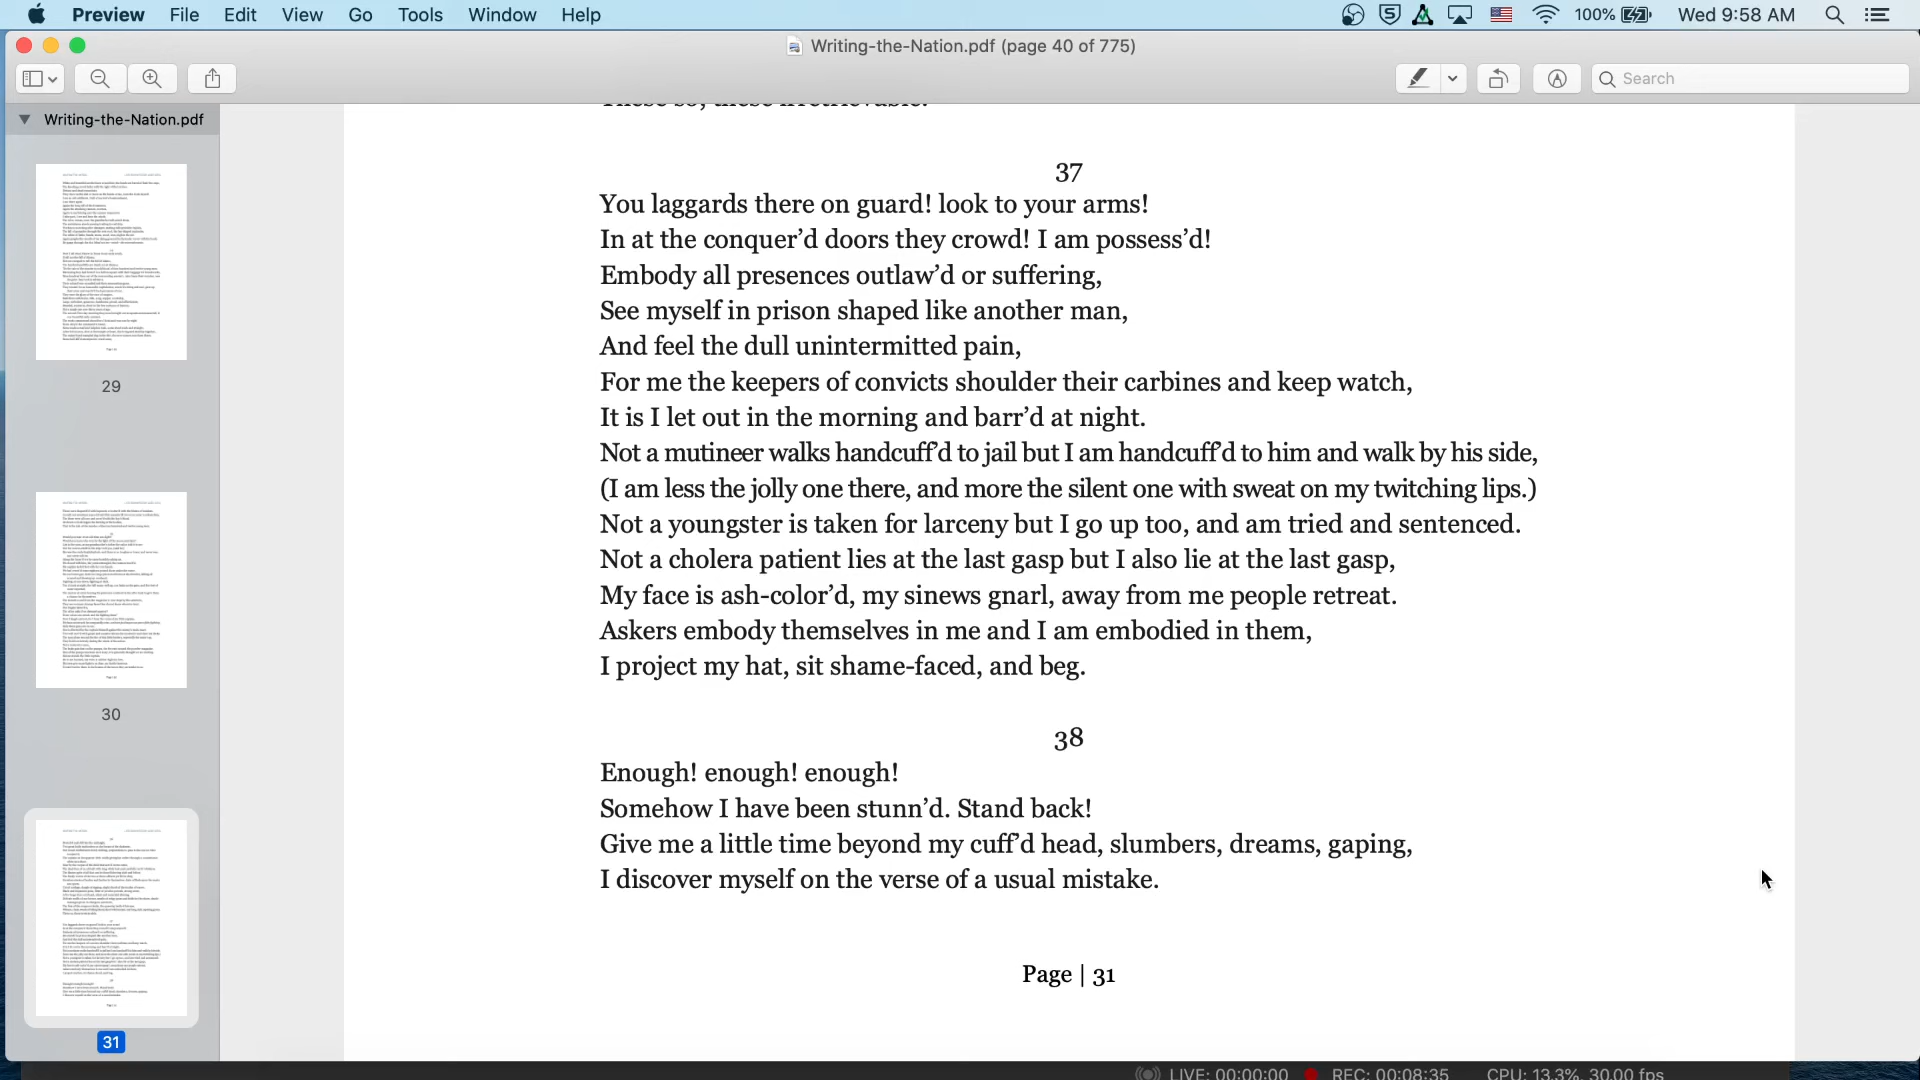 Preview File Edit View Go Tools Window Help 100% Wed 9:58 AM
Writing-the-Nation.pdf (page 40 of 775)
Search
Writing-the-Nation.pdf
29
30
31
These so, these irretrievable.
37
You laggards there on guard! look to your arms!
In at the conquer’d doors they crowd! I am possess’d!
Embody all presences outlaw’d or suffering,
See myself in prison shaped like another man,
And feel the dull unintermitted pain,
For me the keepers of convicts shoulder their carbines and keep watch,
It is I let out in the morning and barr’d at night.
Not a mutineer walks handcuff’d to jail but I am handcuff’d to him and walk by his side,
(I am less the jolly one there, and more the silent one with sweat on my twitching lips.)
Not a youngster is taken for larceny but I go up too, and am tried and sentenced.
Not a cholera patient lies at the last gasp but I also lie at the last gasp,
My face is ash-color’d, my sinews gnarl, away from me people retreat.
Askers embody themselves in me and I am embodied in them,
I project my hat, sit shame-faced, and beg.
38
Enough! enough! enough!
Somehow I have been stunn’d. Stand back!
Give me a little time beyond my cuff’d head, slumbers, dreams, gaping,
I discover myself on the verse of a usual mistake.
Page | 31
LIVE: 00:00:00 REC: 00:08:35 CPU: 13.3%, 30.00 fps